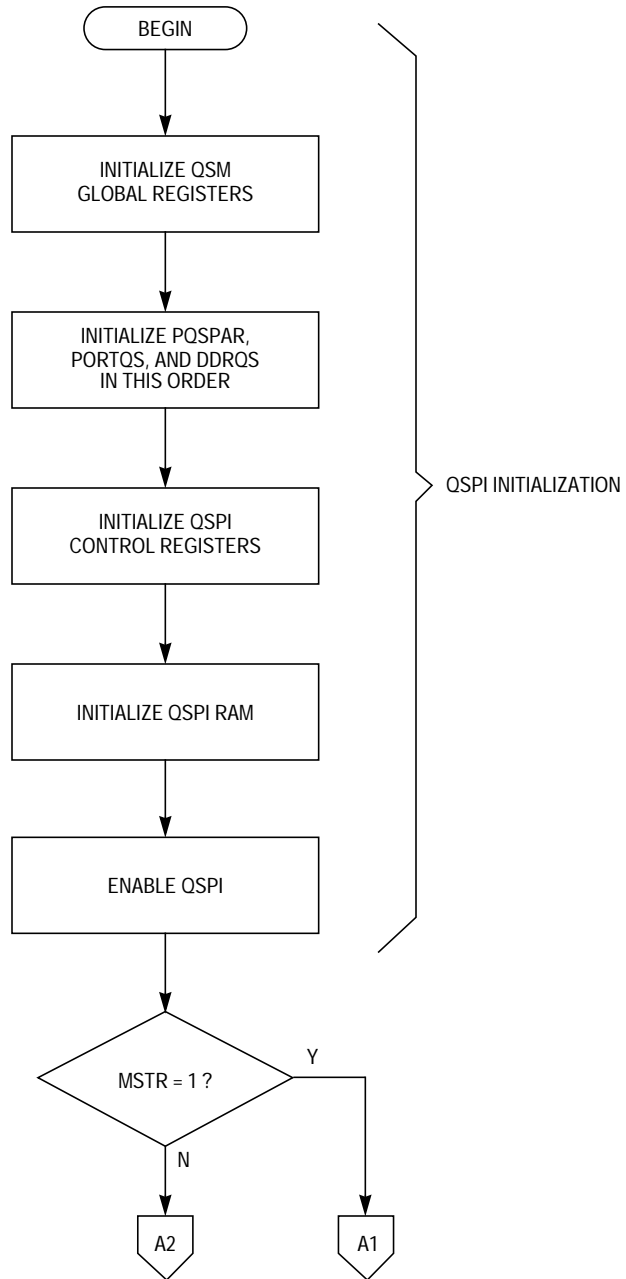 BEGIN
INITIALIZE QSM
GLOBAL REGISTERS
INITIALIZE PQSPAR,
PORTQS, AND DDRQS
IN THIS ORDER
QSPI INITIALIZATION
INITIALIZE QSPI
CONTROL REGISTERS
INITIALIZE QSPI RAM
ENABLE QSPI
MSTR = 1 ?
Y
N
A2
A1